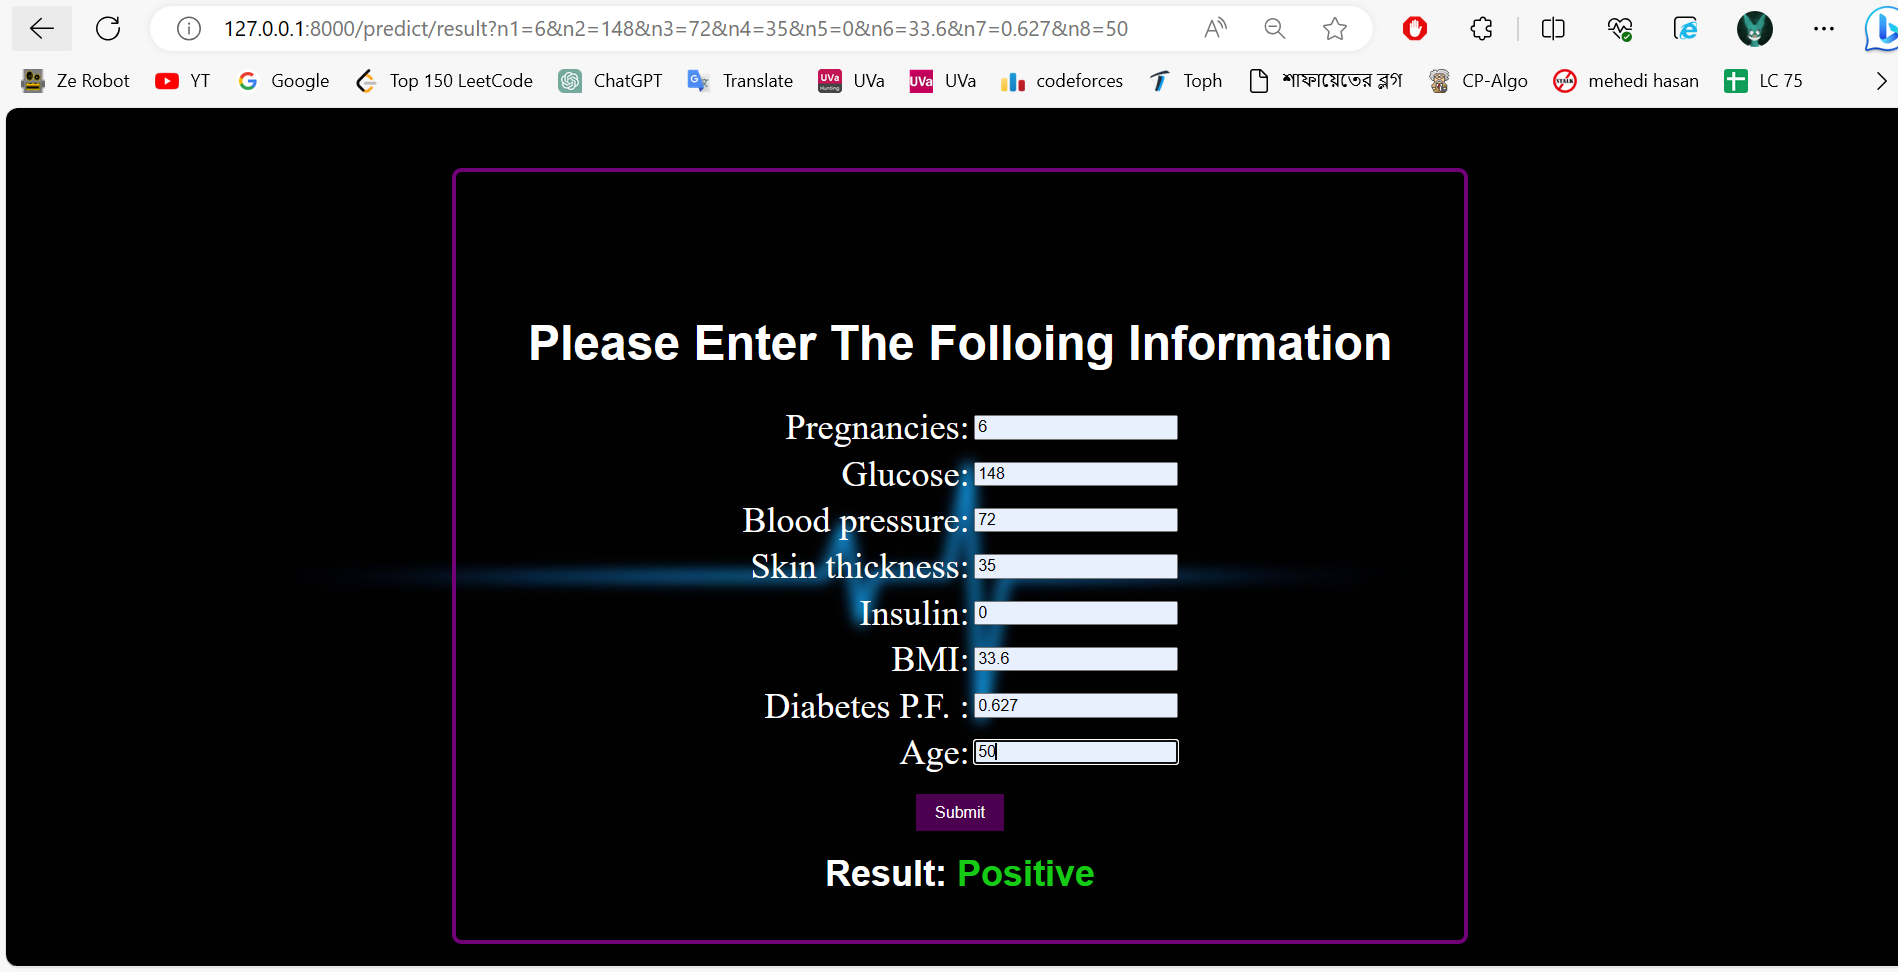 127.0.0.1:8000/predict/result?n1=6&n2=148&n3=72&n4=35&n5=0&n6=33.6&n7=0.627&n8=50
Ze Robot YT Google Top 150 LeetCode ChatGPT Translate UVa UVa codeforces Toph শাফায়েতের ব্লগ CP-Algo mehedi hasan LC 75
Please Enter The Folloing Information
Pregnancies: 6
Glucose: 148
Blood pressure: 72
Skin thickness: 35
Insulin: 0
BMI: 33.6
Diabetes P.F. : 0.627
Age: 50
Submit
Result: Positive